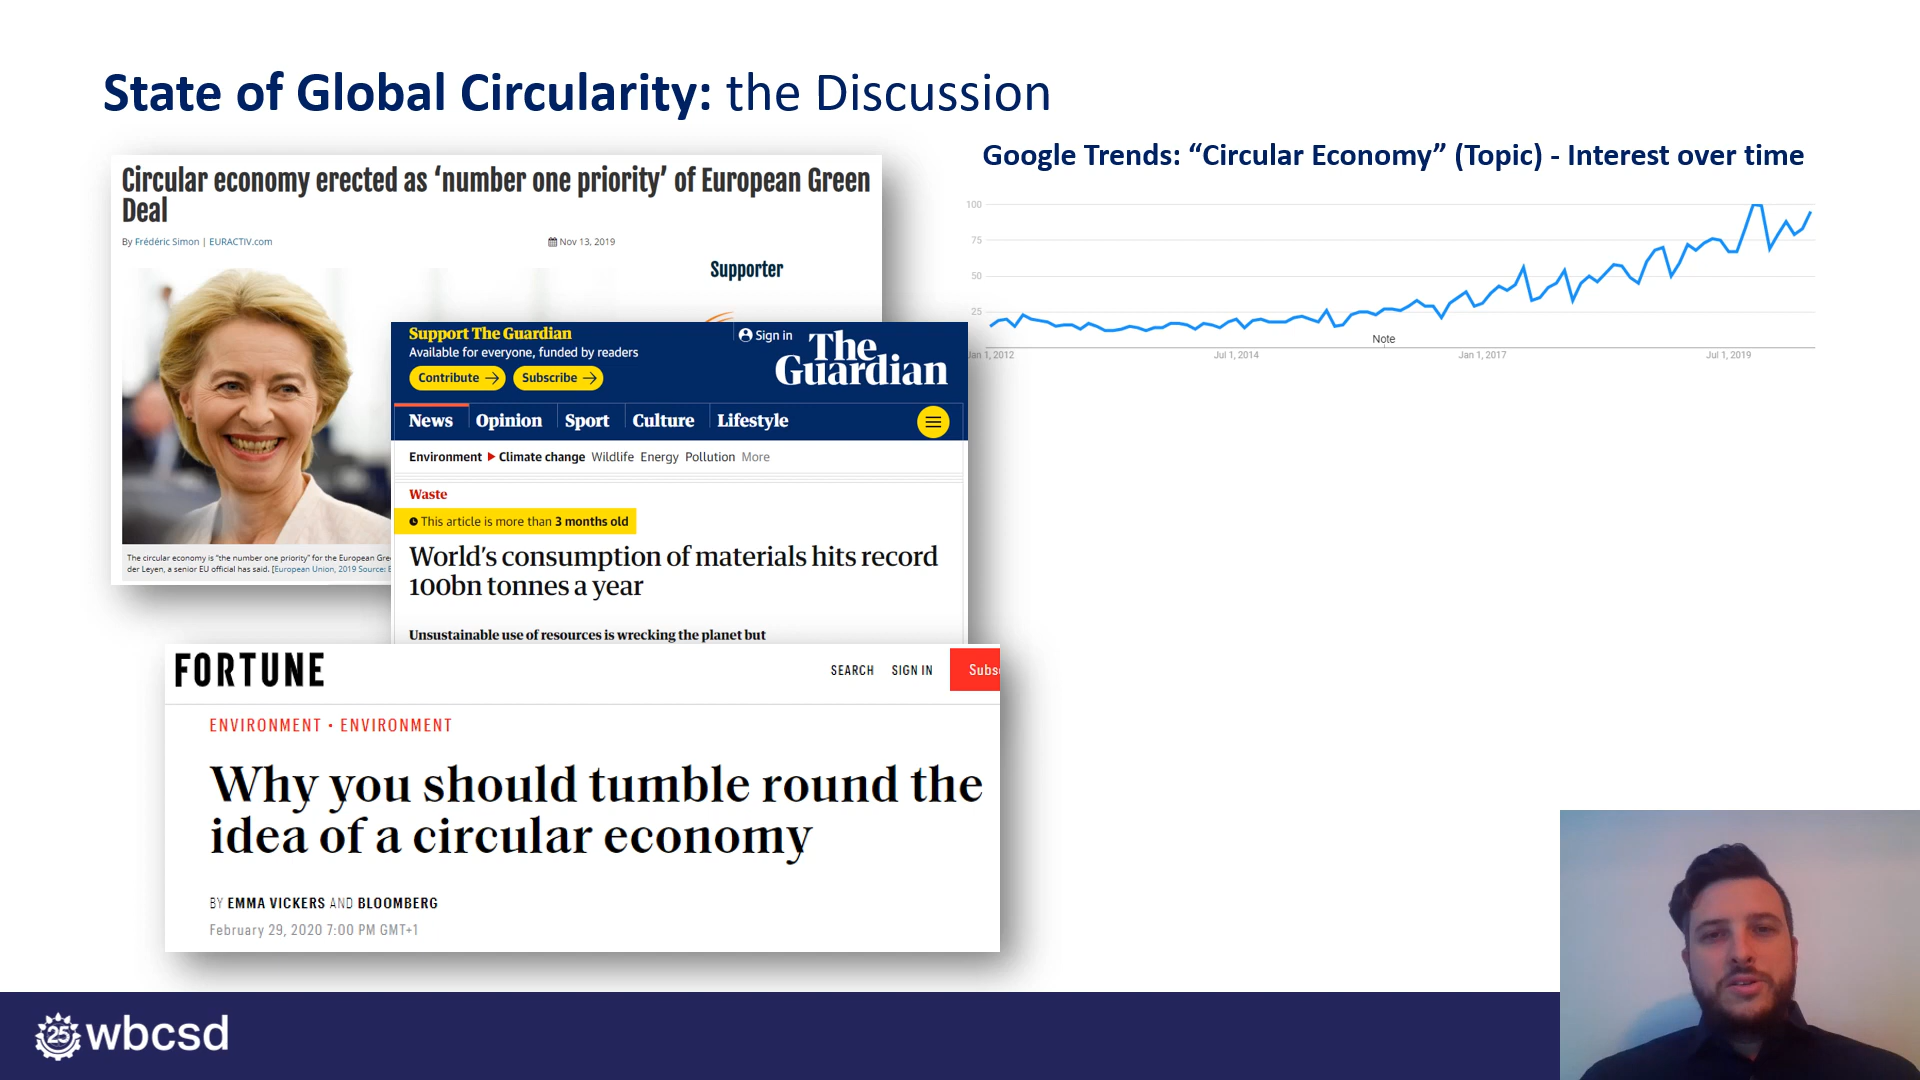 State of Global Circularity: the Discussion
Circular economy erected as ‘number one priority’ of European Green
Deal
By Frédéric Simon | EURACTIV.com
Nov 13, 2019
Supporter
The circular economy is “the number one priority” for the European Gre
der Leyen, a senior EU official has said. [European Union, 2019 Source: E
Support The Guardian
Available for everyone, funded by readers
Contribute → Subscribe →
Sign in
The
Guardian
News Opinion Sport Culture Lifestyle
Environment ▶ Climate change Wildlife Energy Pollution More
Waste
This article is more than 3 months old
World’s consumption of materials hits record
100bn tonnes a year
Unsustainable use of resources is wrecking the planet but
FORTUNE
SEARCH SIGN IN Subs
ENVIRONMENT • ENVIRONMENT
Why you should tumble round the
idea of a circular economy
BY EMMA VICKERS AND BLOOMBERG
February 29, 2020 7:00 PM GMT+1
Google Trends: “Circular Economy” (Topic) - Interest over time
100
75
50
25
Note
Jan 1, 2012 Jul 1, 2014 Jan 1, 2017 Jul 1, 2019
25 wbcsd